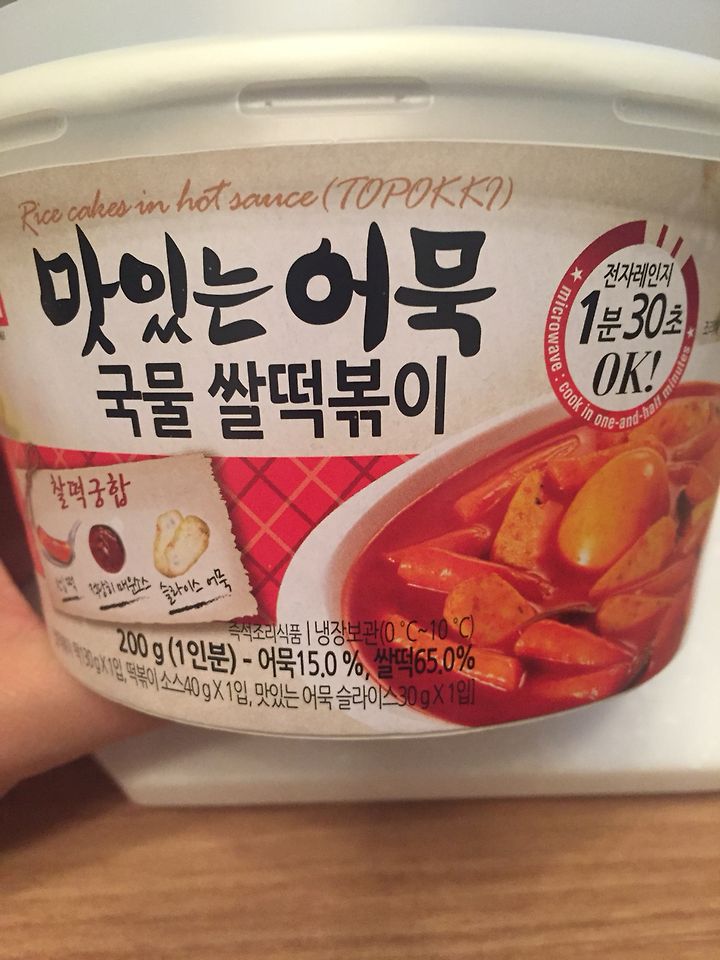 Rice cakes in hot sauce (TOPOKKI)
맛있는 어묵
국물 쌀떡볶이
전자레인지
1분 30초
OK!
microwave : cook in one-and-half minutes
찰떡궁합
슬라이스 어묵
즉석조리식품 | 냉장보관(0 ℃~10 ℃)
200 g (1인분) - 어묵15.0 %, 쌀떡65.0%
X1입, 떡볶이 소스40 g X 1입, 맛있는 어묵 슬라이스30 g X 1입]